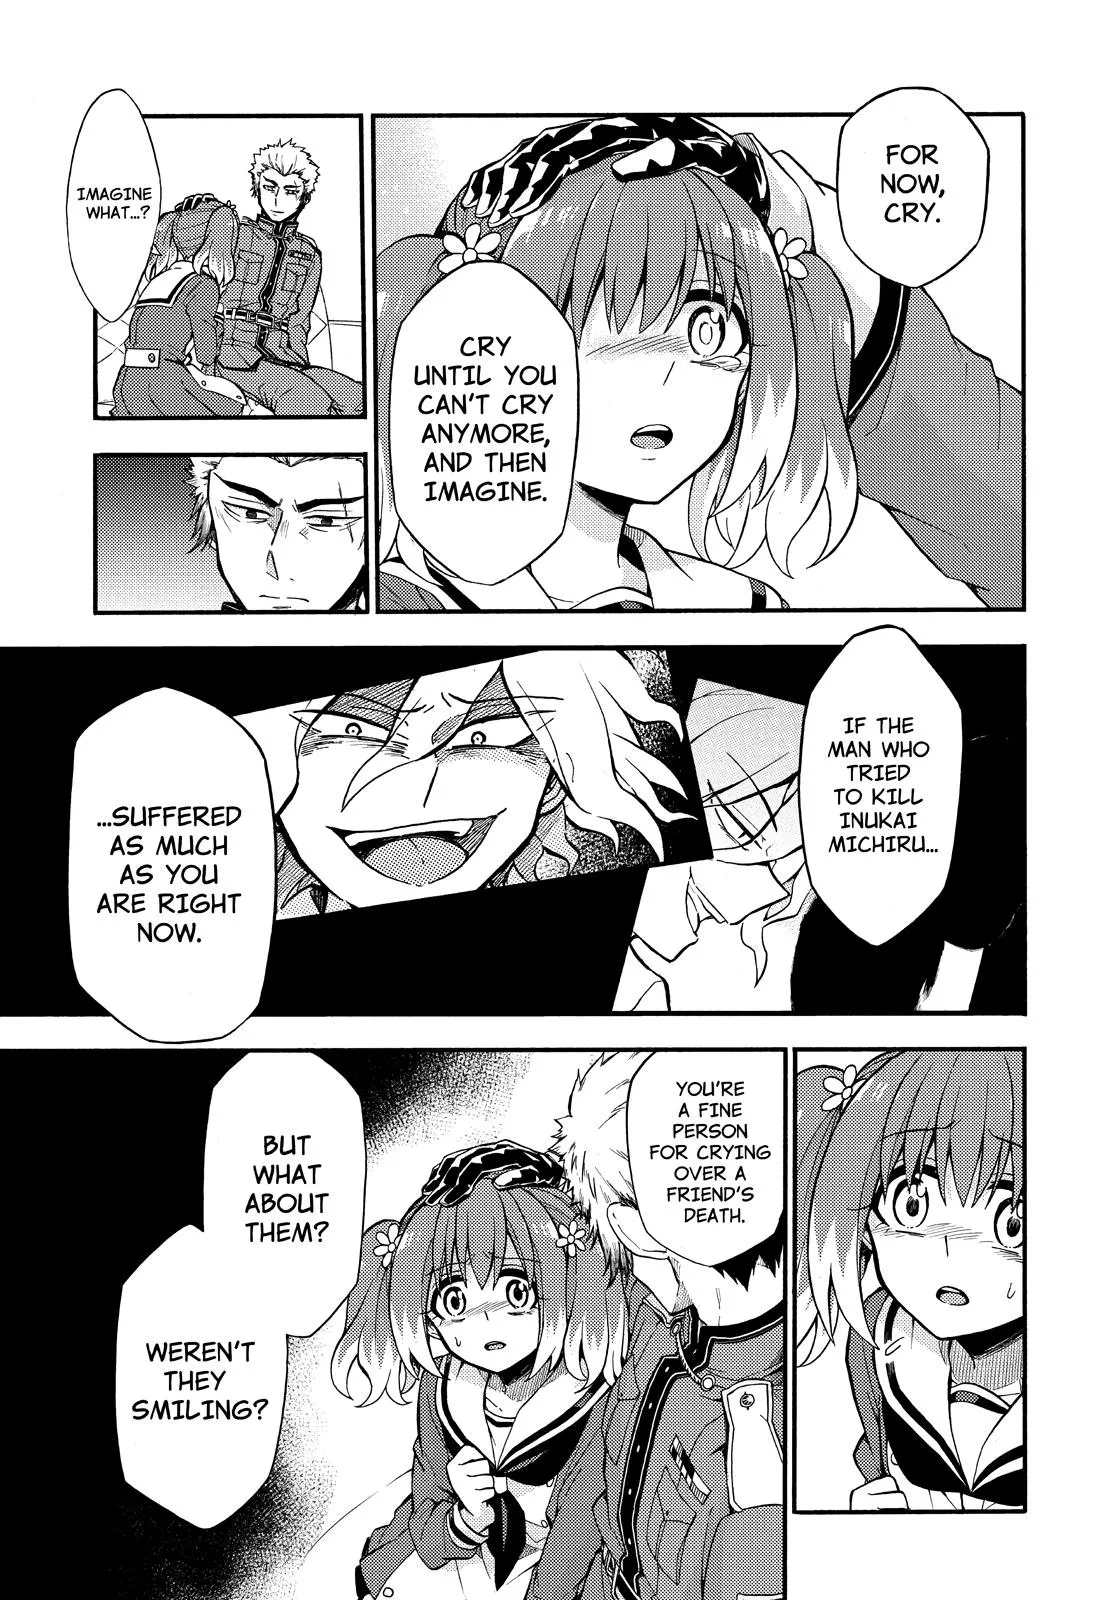 FOR
NOW,
CRY.
CRY
UNTIL YOU
CAN'T CRY
ANYMORE,
AND THEN
IMAGINE.
IMAGINE
WHAT...?
IF THE
MAN WHO
TRIED
TO KILL
INUKAI
MICHIRU...
...SUFFERED
AS MUCH
AS YOU
ARE RIGHT
NOW.
YOU'RE
A FINE
PERSON
FOR CRYING
OVER A
FRIEND'S
DEATH.
BUT
WHAT
ABOUT
THEM?
WEREN'T
THEY
SMILING?